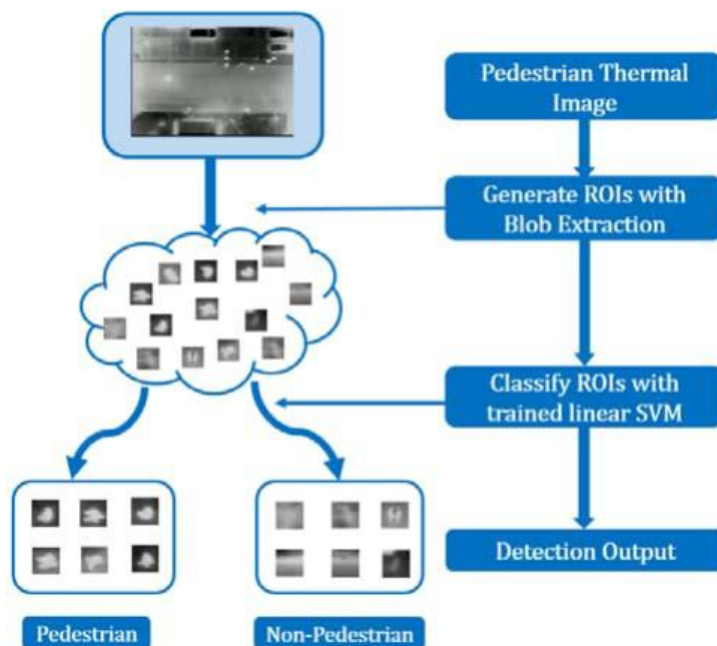 Pedestrian Thermal
Image
Generate ROIs with
Blob Extraction
Classify ROIs with
trained linear SVM
Detection Output
Pedestrian
Non-Pedestrian